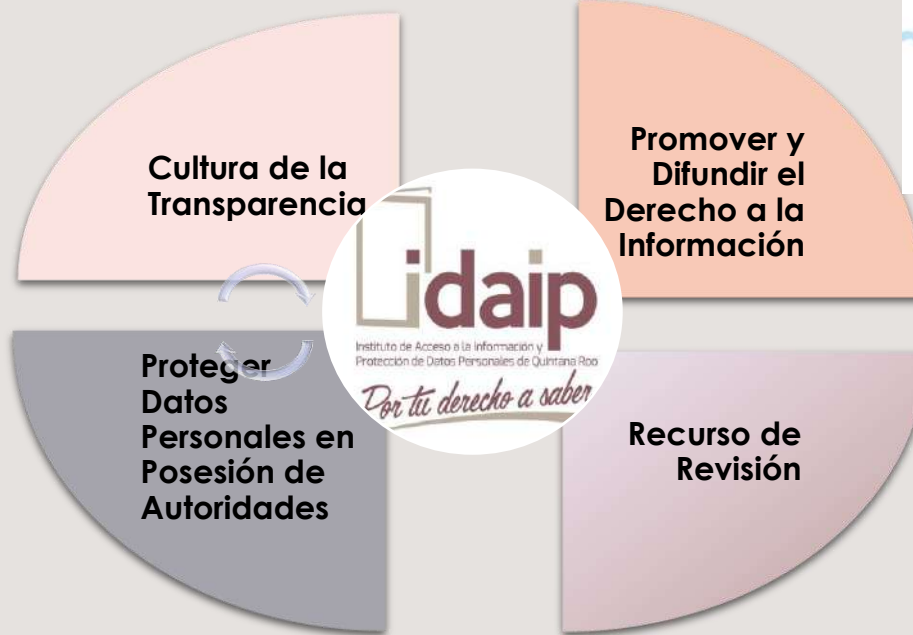 Cultura de la
Transparencia
Promover y
Difundir el
Derecho a la
Información
idaip
Instituto de Acceso a la Información y
Protección de Datos Personales de Quintana Roo
Por tu derecho a saber
Proteger
Datos
Personales en
Posesión de
Autoridades
Recurso de
Revisión